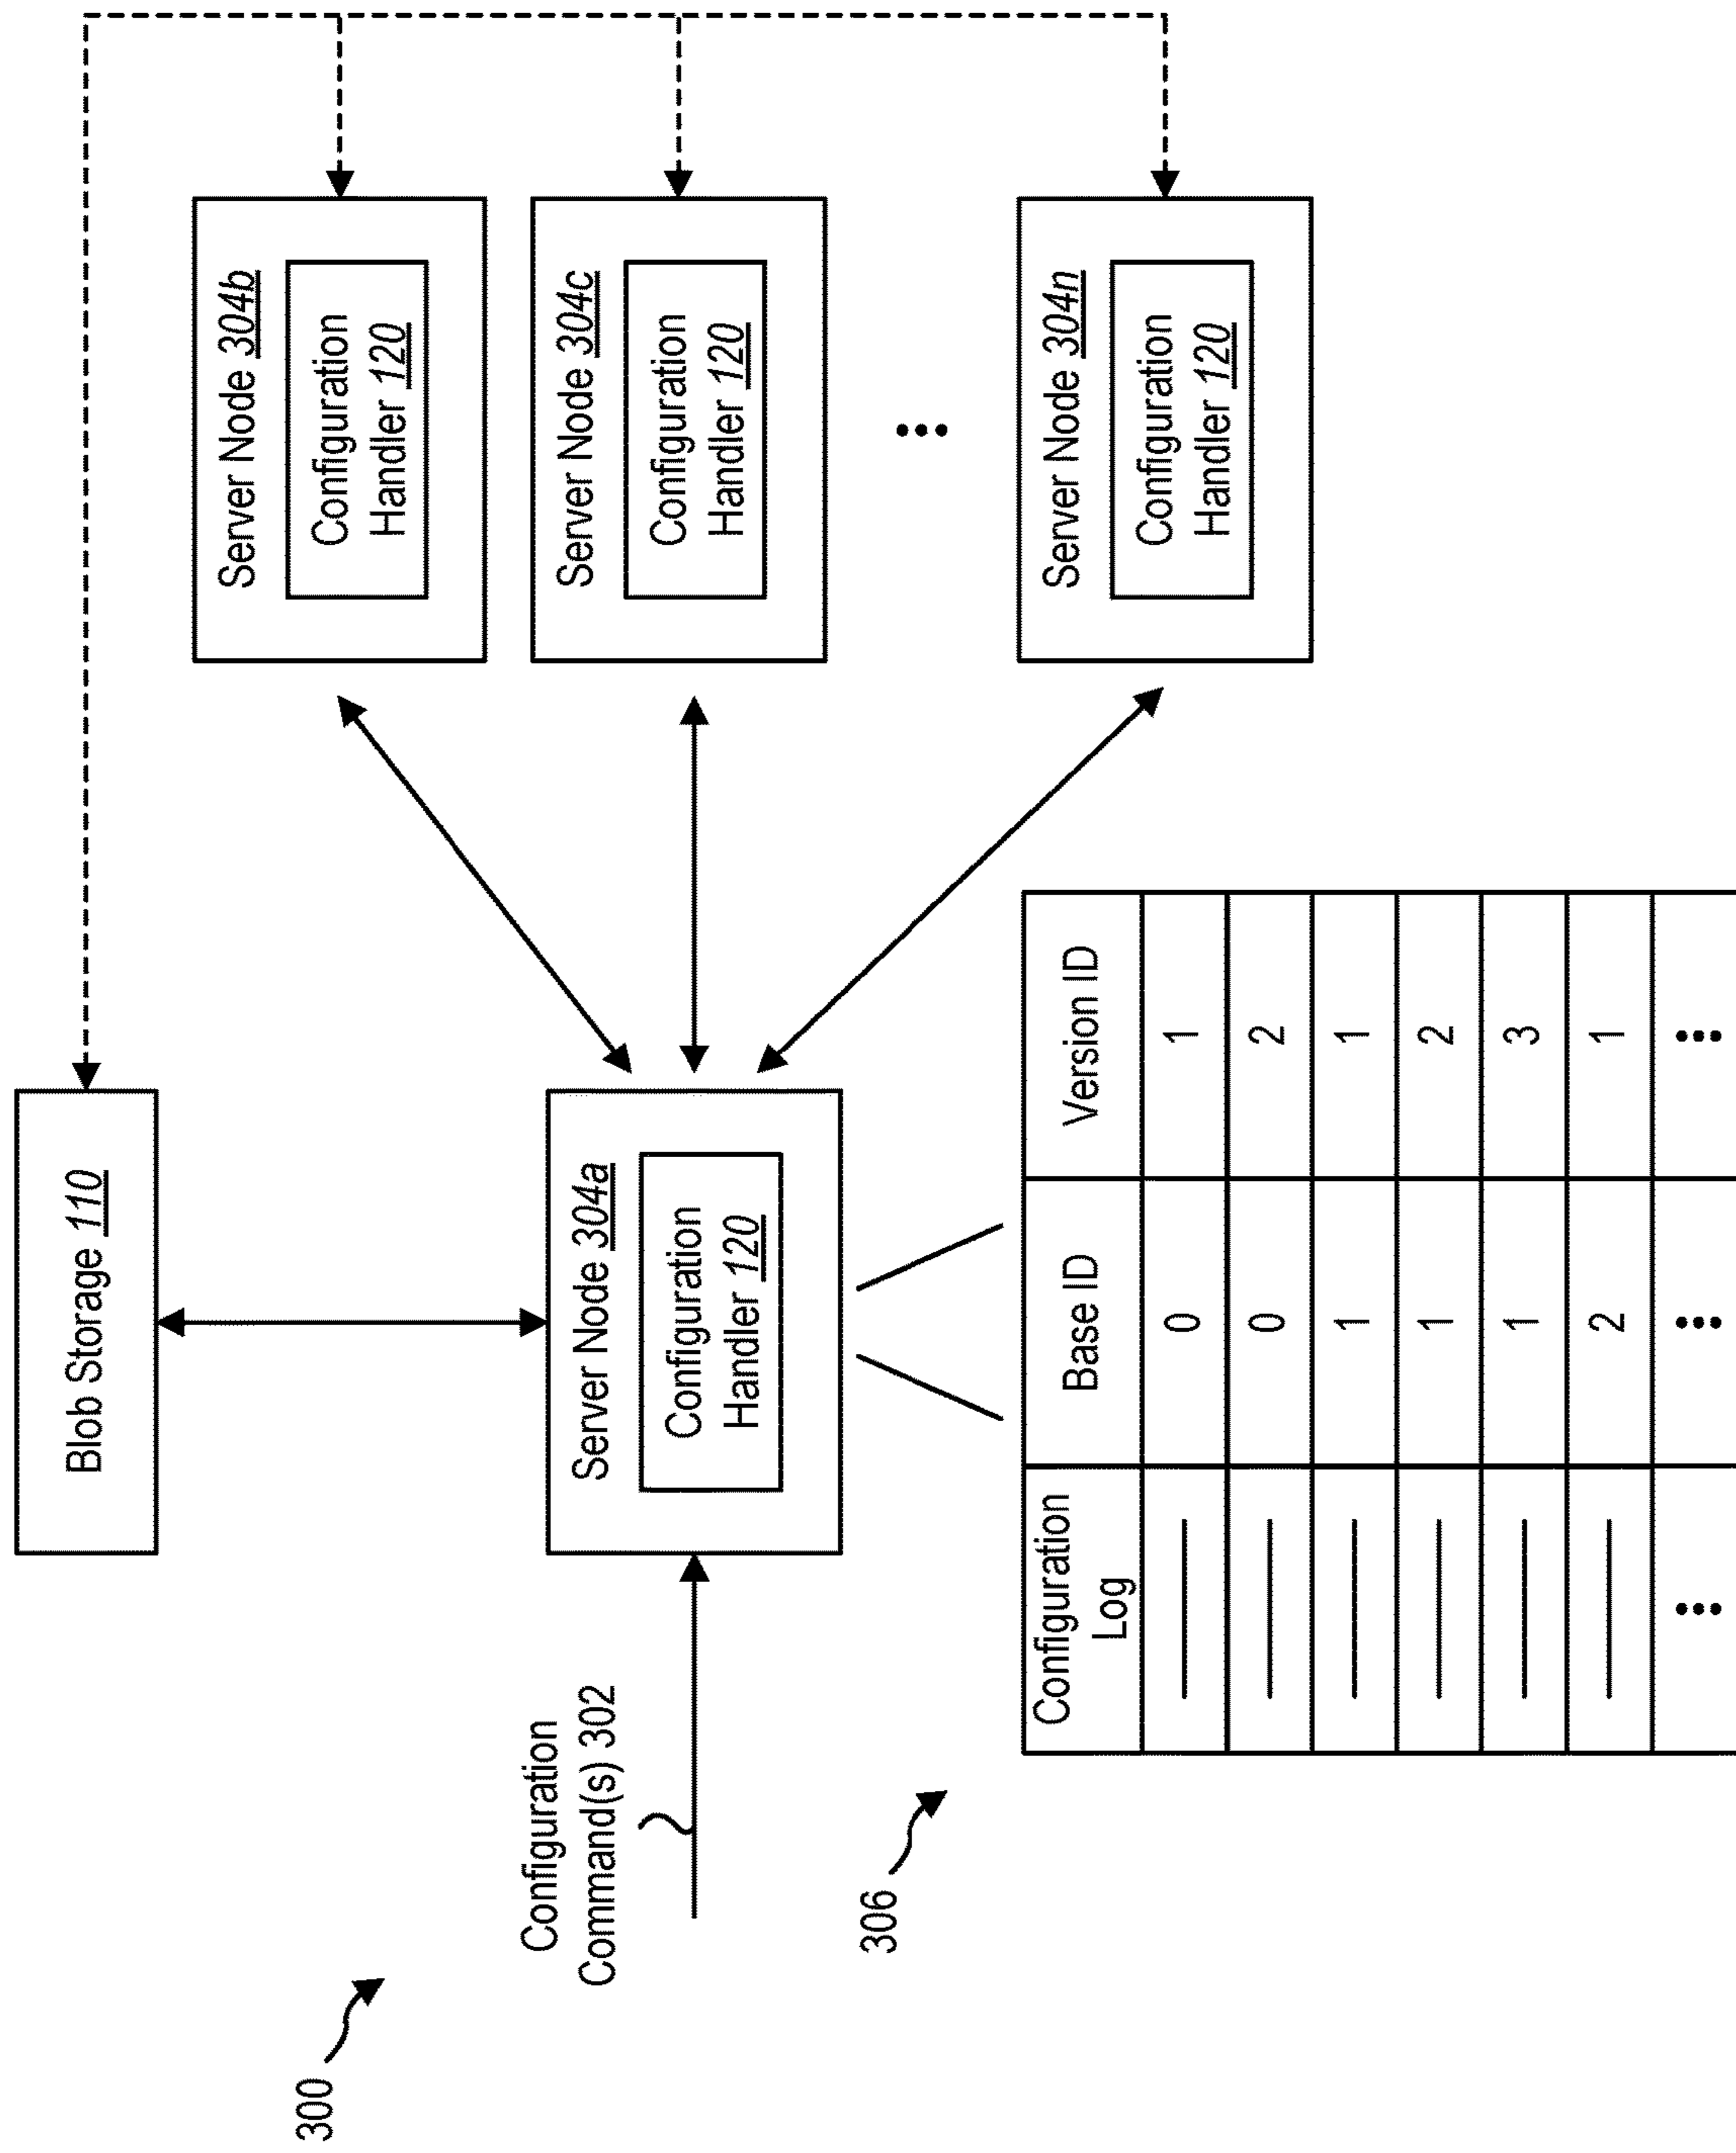 300
Blob Storage 110
Configuration
Command(s) 302
Server Node 304a
Configuration
Handler 120
Server Node 304b
Configuration
Handler 120
Server Node 304c
Configuration
Handler 120
Server Node 304n
Configuration
Handler 120
306
Configuration
Log
Base ID
Version ID
0
1
0
2
1
1
1
2
1
3
2
1